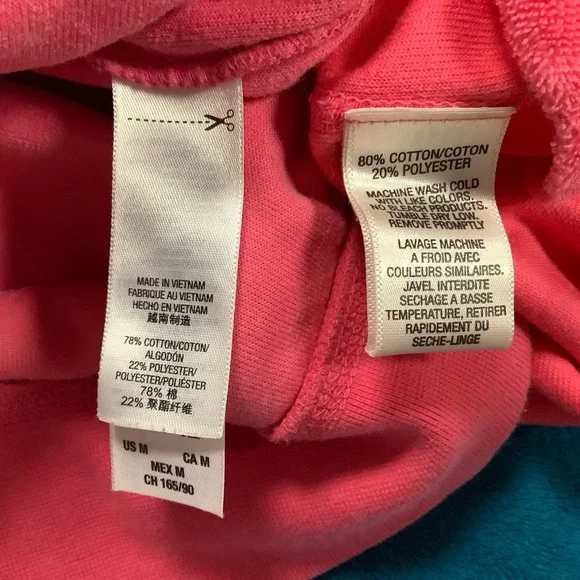 MADE IN VIETNAM
FABRIQUE AU VIETNAM
HECHO EN VIETNAM
越南制造
78% COTTON/COTON/
ALGODÓN
22% POLYESTER/
POLYESTER/POLIÉSTER
78% 棉
22% 聚酯纤维
US M CA M
MEX M
CH 165/90
80% COTTON/COTON
20% POLYESTER
MACHINE WASH COLD
WITH LIKE COLORS.
NO BLEACH PRODUCTS.
TUMBLE DRY LOW.
REMOVE PROMPTLY
LAVAGE MACHINE
A FROID AVEC
COULEURS SIMILAIRES.
JAVEL INTERDITE
SECHAGE A BASSE
TEMPERATURE, RETIRER
RAPIDEMENT DU
SECHE-LINGE